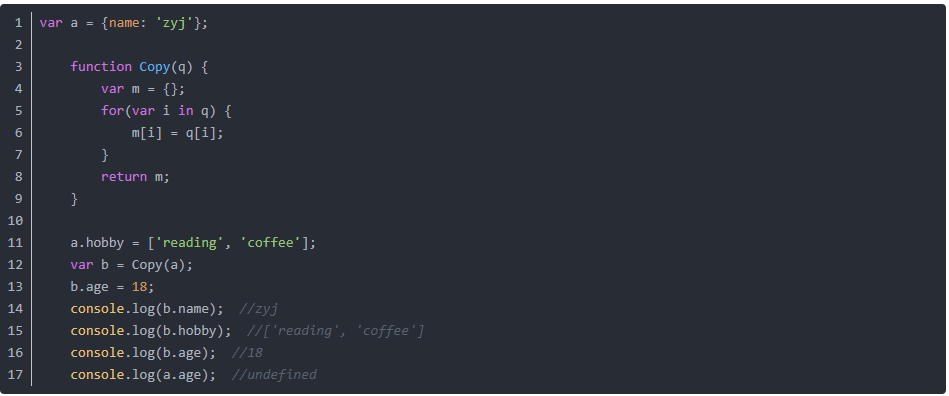 1 var a = {name: 'zyj'};
2
3     function Copy(q) {
4         var m = {};
5         for(var i in q) {
6             m[i] = q[i];
7         }
8         return m;
9     }
10
11     a.hobby = ['reading', 'coffee'];
12     var b = Copy(a);
13     b.age = 18;
14     console.log(b.name);  //zyj
15     console.log(b.hobby);  //['reading', 'coffee']
16     console.log(b.age);  //18
17     console.log(a.age);  //undefined